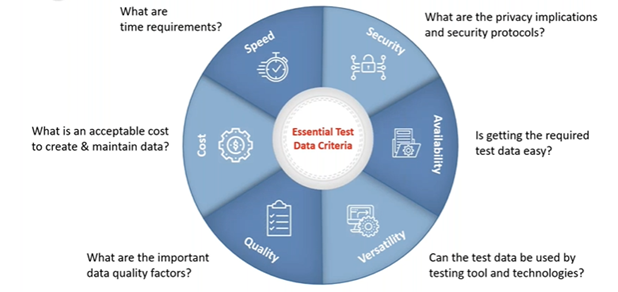 What are
time requirements?
What are the privacy implications
and security protocols?
Speed
Security
What is an acceptable cost
to create & maintain data?
Cost
Essential Test
Data Criteria
Availability
Is getting the required
test data easy?
Quality
Versatility
What are the important
data quality factors?
Can the test data be used by
testing tool and technologies?